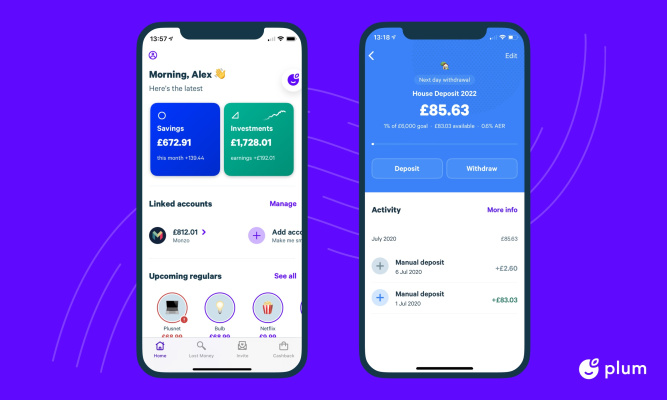 13:57
Morning, Alex 👋
Here's the latest
Savings
£672.91
this month +139.44
Investments
£1,728.01
earnings +£192.01
Linked accounts
Manage
£812.01
Monzo
Add acco
Make me sm
Upcoming regulars
See all
Plusnet
Bulb
Netflix
£68.99
£9.99
Home
Lost Money
Invite
Cashback
13:18
Edit
Next day withdrawal
House Deposit 2022
£85.63
1% of £6,000 goal · £83.03 available · 0.6% AER
Deposit
Withdraw
Activity
More info
July 2020
£85.63
Manual deposit
6 Jul 2020
+£2.60
Manual deposit
1 Jul 2020
+£83.03
plum